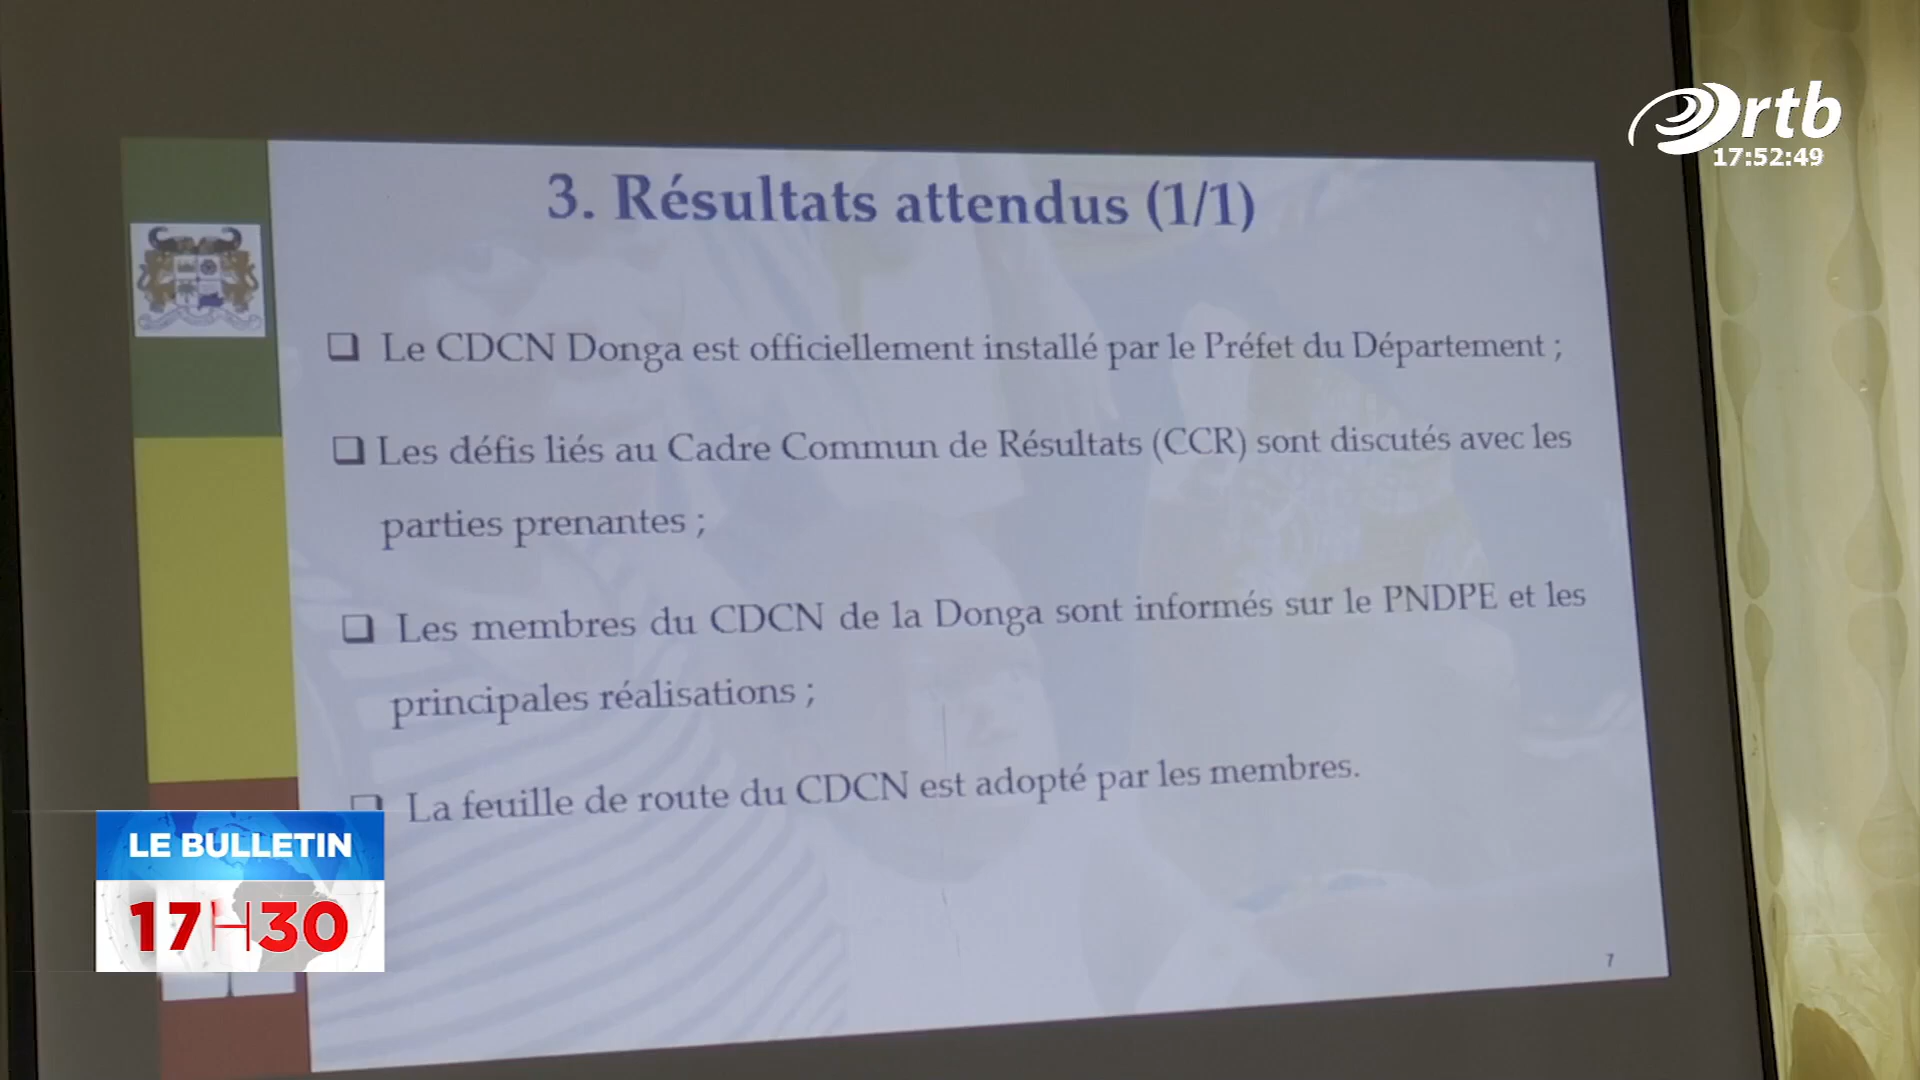 ortb
17:52:49
3. Résultats attendus (1/1)
❑ Le CDCN Donga est officiellement installé par le Préfet du Département ;
❑ Les défis liés au Cadre Commun de Résultats (CCR) sont discutés avec les
parties prenantes ;
❑ Les membres du CDCN de la Donga sont informés sur le PNDPE et les
principales réalisations ;
❑ La feuille de route du CDCN est adopté par les membres.
LE BULLETIN
17H30
7